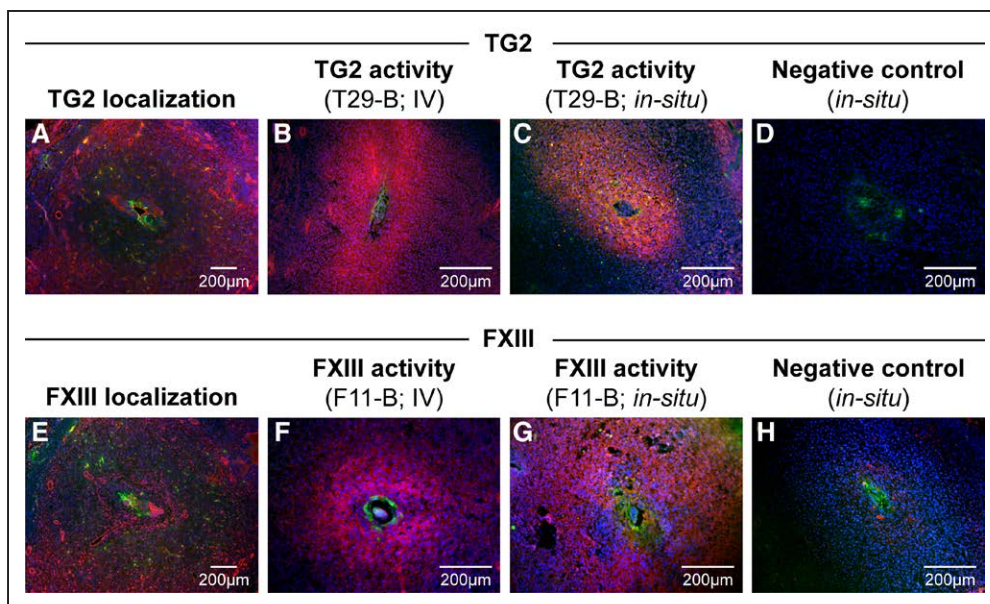 TG2
TG2 localization
TG2 activity
(T29-B; IV)
TG2 activity
(T29-B; in-situ)
Negative control
(in-situ)
A
B
C
D
200µm
200µm
200µm
200µm
FXIII
FXIII localization
FXIII activity
(F11-B; IV)
FXIII activity
(F11-B; in-situ)
Negative control
(in-situ)
E
F
G
H
200µm
200µm
200µm
200µm